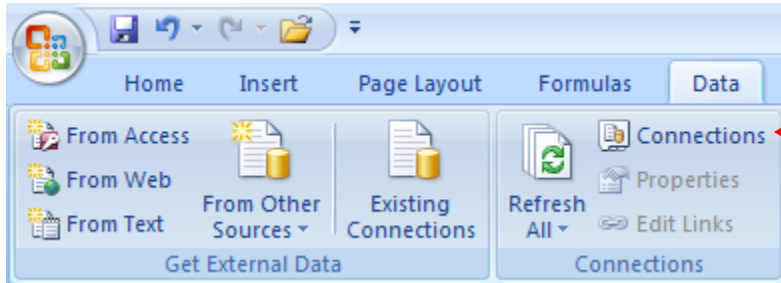 Home Insert Page Layout Formulas Data
From Access
From Web
From Text
From Other
Sources
Existing
Connections
Get External Data
Refresh
All
Connections
Properties
Edit Links
Connections